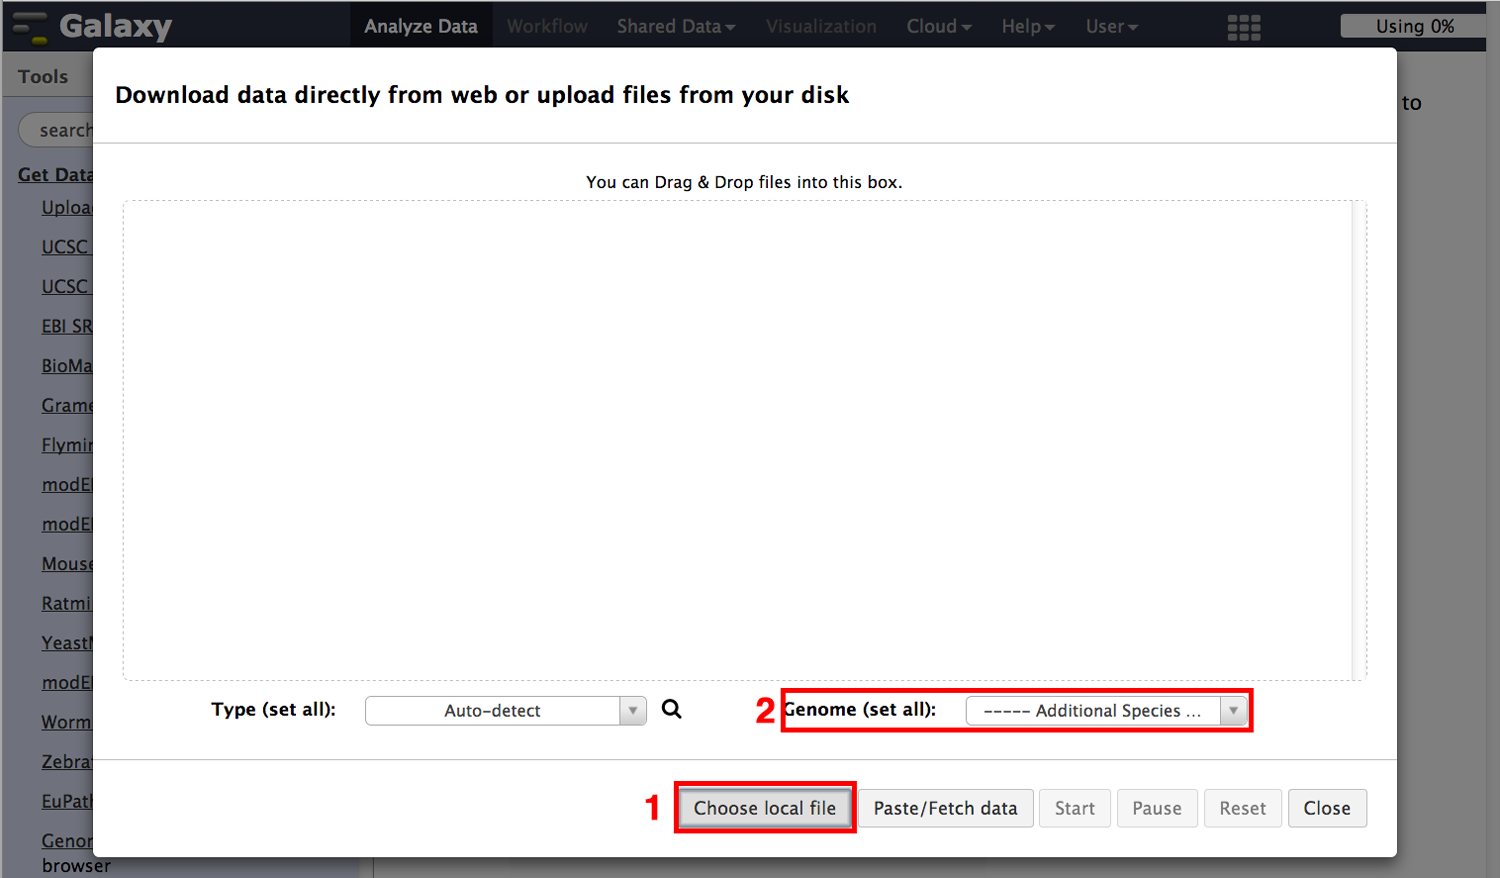 Galaxy
Analyze Data Workflow Shared Data Visualization Cloud Help User Using 0%
Tools
Download data directly from web or upload files from your disk
to
search
You can Drag & Drop files into this box.
Get Data
Uploa
UCSC
UCSC
EBI SR
BioMa
Grame
Flymin
modE
modE
Mouse
Ratmi
Yeast
modE
Worm
Zebra
EuPath
Genom
browser
Type (set all): Auto-detect
2 Genome (set all): ----- Additional Species ...
1 Choose local file Paste/Fetch data Start Pause Reset Close